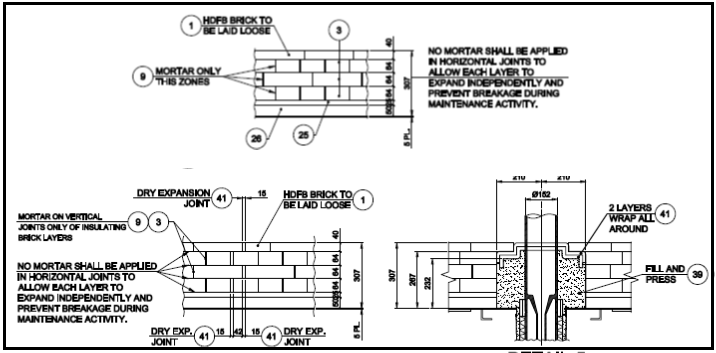 1
HDFB BRICK TO
BE LAID LOOSE
3
40
64
64
64
50
25
307
5 PL.
9
MORTAR ONLY
THIS ZONES
26
25
NO MORTAR SHALL BE APPLIED
IN HORIZONTAL JOINTS TO
ALLOW EACH LAYER TO
EXPAND INDEPENDENTLY AND
PREVENT BREAKAGE DURING
MAINTENANCE ACTIVITY.
DRY EXPANSION
JOINT
41
15
HDFB BRICK TO
BE LAID LOOSE
1
MORTAR ON VERTICAL
JOINTS ONLY OF INSULATING
BRICK LAYERS
9
3
NO MORTAR SHALL BE APPLIED
IN HORIZONTAL JOINTS TO
ALLOW EACH LAYER TO
EXPAND INDEPENDENTLY AND
PREVENT BREAKAGE DURING
MAINTENANCE ACTIVITY.
40
64
64
64
307
5 PL.
DRY EXP.
JOINT
41
15
42
15
41
DRY EXP.
JOINT
210
210
Ø152
2 LAYERS
WRAP ALL
AROUND
41
FILL AND
PRESS
39
307
267
232